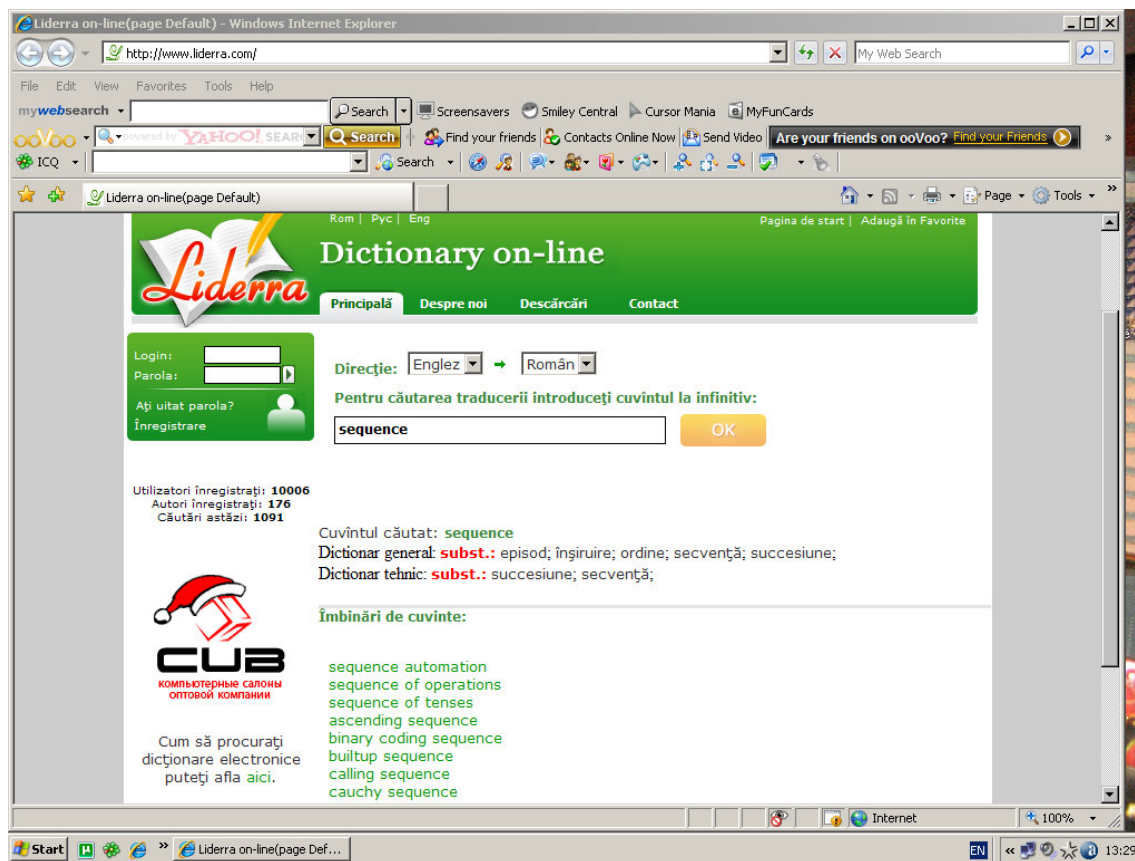 Liderra on-line(page Default) - Windows Internet Explorer
http://www.liderra.com/
My Web Search
File Edit View Favorites Tools Help
mywebsearch Search Screensavers Smiley Central Cursor Mania MyFunCards
ooVoo powered by YAHOO! SEAR Search Find your friends Contacts Online Now Send Video Are your friends on ooVoo? Find your Friends »
ICQ Search
Liderra on-line(page Default) Page Tools »
Rom | Рус | Eng Pagina de start | Adaugă în Favorite
Liderra
Dictionary on-line
Principală Despre noi Descărcări Contact
Login:
Parola:
Aţi uitat parola?
Înregistrare
Direcţie: Englez Român
Pentru căutarea traducerii introduceţi cuvîntul la infinitiv:
sequence OK
Utilizatori înregistraţi: 10006
Autori înregistraţi: 176
Căutări astăzi: 1091
Cuvîntul căutat: sequence
Dictionar general: subst.: episod; înşiruire; ordine; secvenţă; succesiune;
Dictionar tehnic: subst.: succesiune; secvenţă;
Îmbinări de cuvinte:
sequence automation
sequence of operations
sequence of tenses
ascending sequence
binary coding sequence
builtup sequence
calling sequence
cauchy sequence
CUB
компьютерные салоны
оптовой компании
Cum să procuraţi
dicţionare electronice
puteţi afla aici.
Internet 100%
Start » Liderra on-line(page Def... EN « 13:29